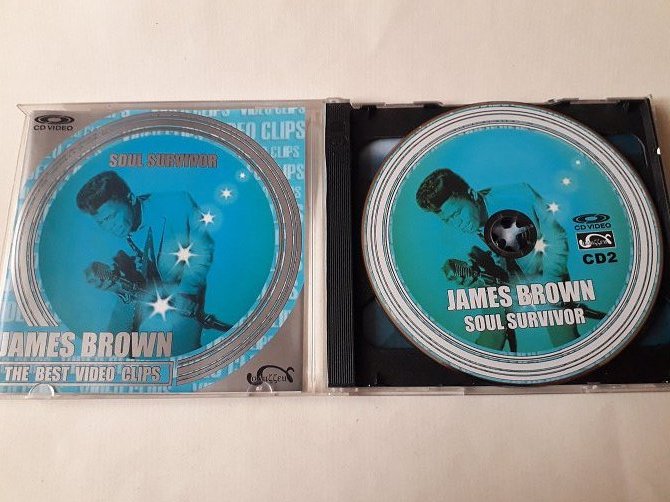 CD VIDEO
VIDEO CLIPS
VIDEO CLIPS
SOUL SURVIVOR
JAMES BROWN
THE BEST VIDEO CLIPS
CD VIDEO
CD2
JAMES BROWN
SOUL SURVIVOR